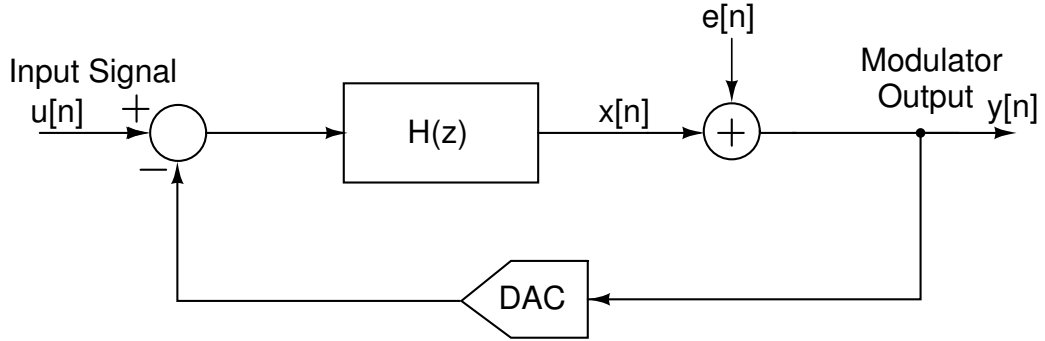 e[n]
Input Signal
u[n]
+
−
H(z)
x[n]
+
Modulator
Output
y[n]
DAC